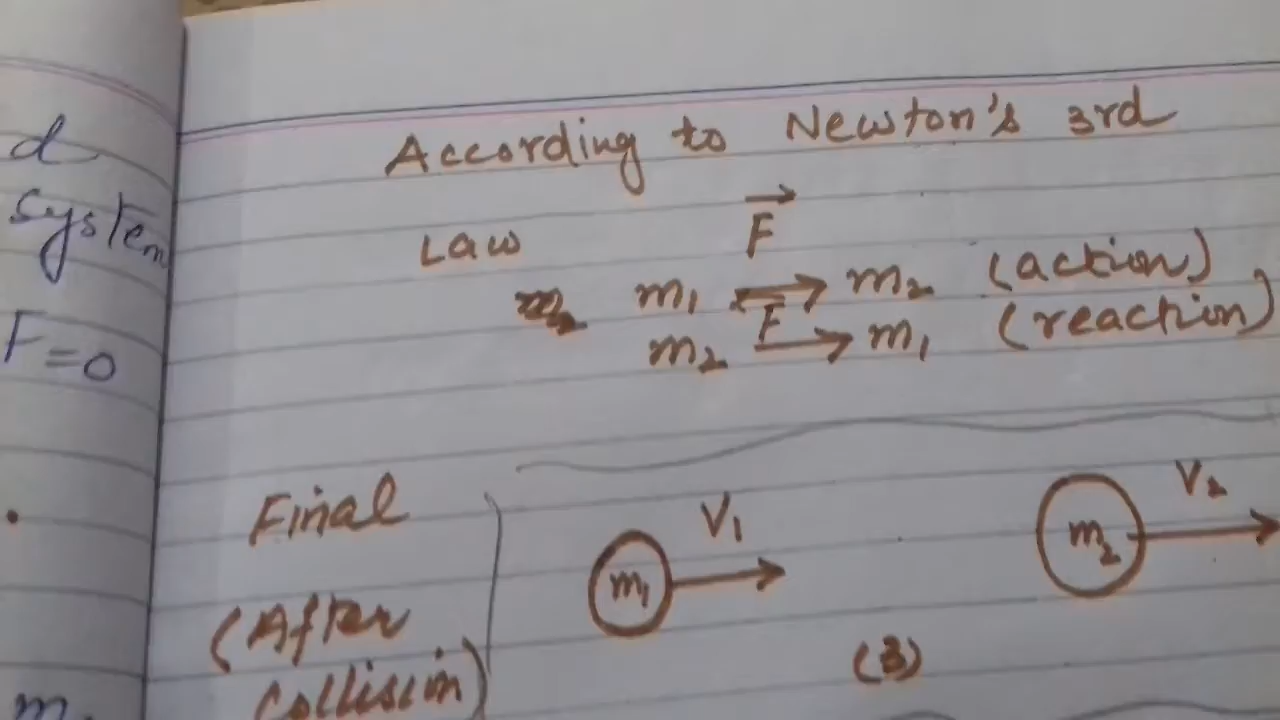 d
system
F=0
According to Newton's 3rd
Law
F
m₁ → m₂ (action)
F
m₂ → m₁ (reaction)
Final
(After
collision)
m₁
V₁
m₂
V₂
(3)